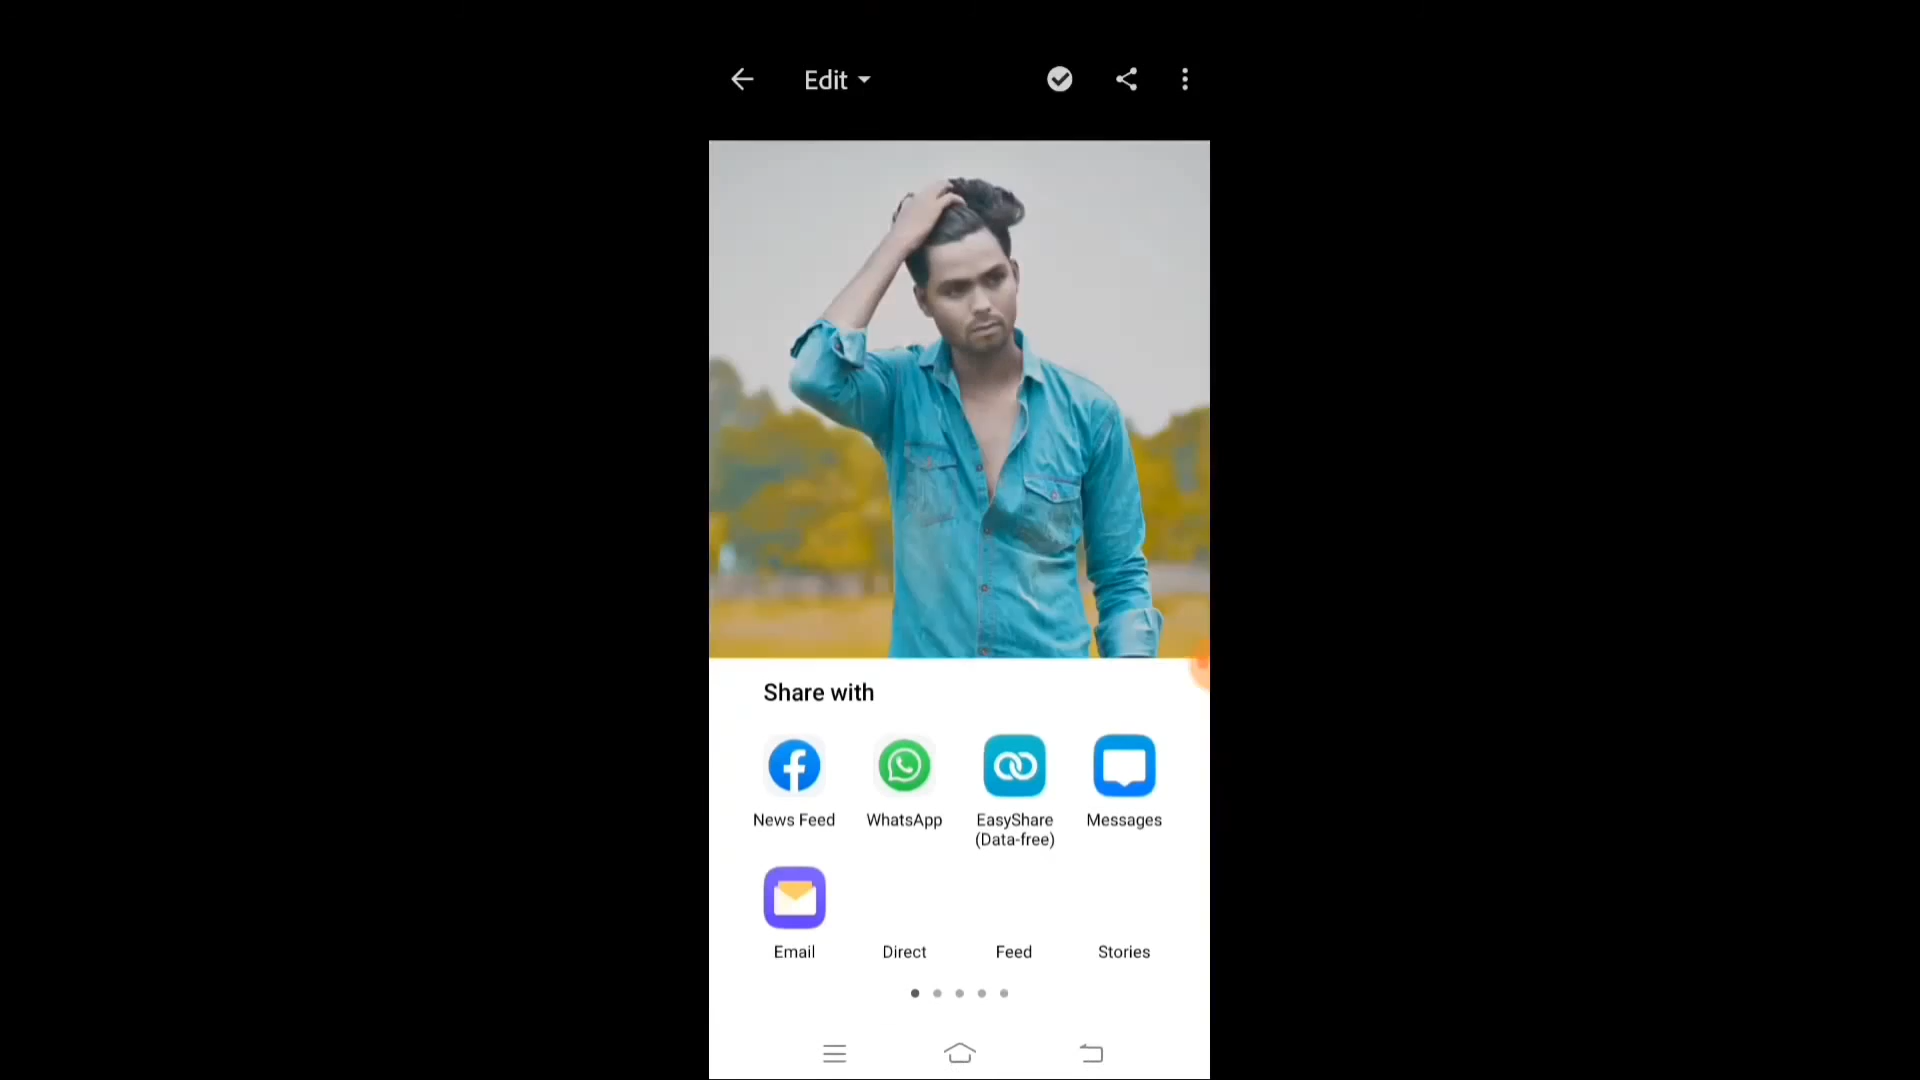 Edit
Share with
News Feed
WhatsApp
EasyShare
(Data-free)
Messages
Email
Direct
Feed
Stories